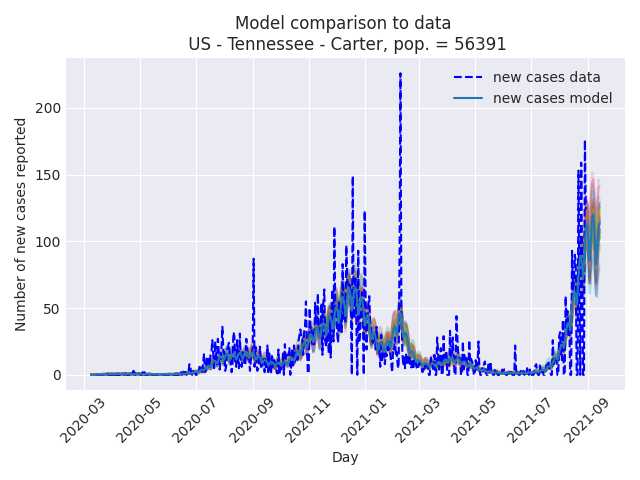 Model comparison to data
US - Tennessee - Carter, pop. = 56391
new cases data
new cases model
Number of new cases reported
200
150
100
50
0
2020-03
2020-05
2020-07
2020-09
2020-11
2021-01
2021-03
2021-05
2021-07
2021-09
Day